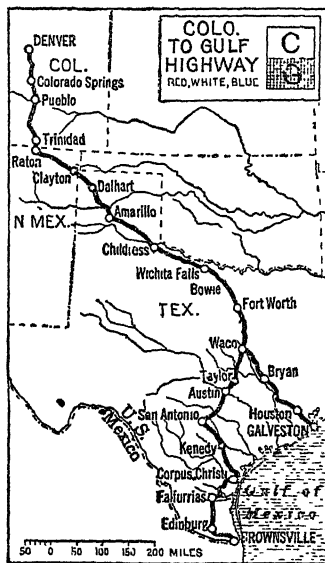 COLO.
TO GULF
HIGHWAY
RED, WHITE, BLUE
C
DENVER
COL.
Colorado Springs
Pueblo
Trinidad
Raton
Clayton
Dalhart
Amarillo
N MEX.
Childress
Wichita Falls
Bowie
TEX.
Fort Worth
Waco
Taylor
Bryan
Austin
Houston
San Antonio
GALVESTON
U.S.
Mexico
Kenedy
Corpus Christy
Falfurrias
Gulf of
Mexico
Edinburg
BROWNSVILLE
50 0 50 100 150 200
MILES